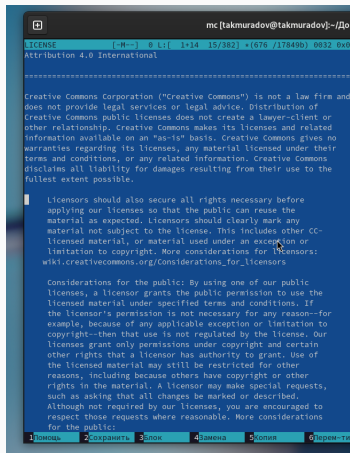 mc [takmuradov@takmuradov]:~/До
LICENSE [-M--] 0 L:[ 1+14 15/382] *(676 /17849b) 0032 0x0
Attribution 4.0 International
=======================================================
Creative Commons Corporation ("Creative Commons") is not a law firm and
does not provide legal services or legal advice. Distribution of
Creative Commons public licenses does not create a lawyer-client or
other relationship. Creative Commons makes its licenses and related
information available on an "as-is" basis. Creative Commons gives no
warranties regarding its licenses, any material licensed under their
terms and conditions, or any related information. Creative Commons
disclaims all liability for damages resulting from their use to the
fullest extent possible.
Licensors should also secure all rights necessary before
applying our licenses so that the public can reuse the
material as expected. Licensors should clearly mark any
material not subject to the license. This includes other CC-
licensed material, or material used under an exception or
limitation to copyright. More considerations for licensors:
wiki.creativecommons.org/Considerations_for_licensors
Considerations for the public: By using one of our public
licenses, a licensor grants the public permission to use the
licensed material under specified terms and conditions. If
the licensor's permission is not necessary for any reason--for
example, because of any applicable exception or limitation to
copyright--then that use is not regulated by the license. Our
licenses grant only permissions under copyright and certain
other rights that a licensor has authority to grant. Use of
the licensed material may still be restricted for other
reasons, including because others have copyright or other
rights in the material. A licensor may make special requests,
such as asking that all changes be marked or described.
Although not required by our licenses, you are encouraged to
respect those requests where reasonable. More considerations
for the public:
1Помощь 2Сохранить 3Блок 4Замена 5Копия 6Перем-ти